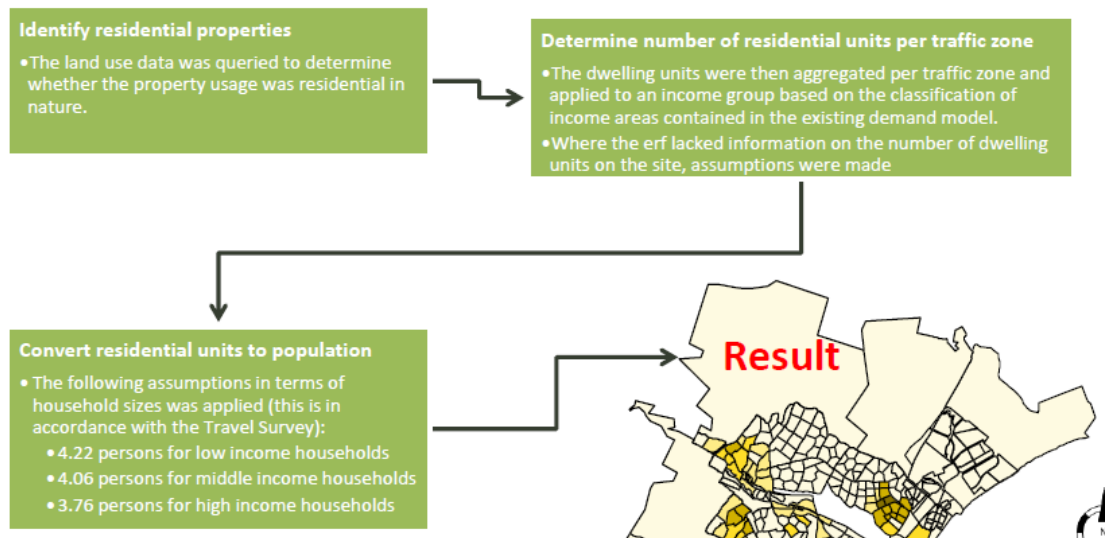 Identify residential properties
•The land use data was queried to determine
whether the property usage was residential in
nature.
Determine number of residential units per traffic zone
•The dwelling units were then aggregated per traffic zone and
applied to an income group based on the classification of
income areas contained in the existing demand model.
•Where the erf lacked information on the number of dwelling
units on the site, assumptions were made
Convert residential units to population
• The following assumptions in terms of
household sizes was applied (this is in
accordance with the Travel Survey):
•4.22 persons for low income households
•4.06 persons for middle income households
•3.76 persons for high income households
Result
N